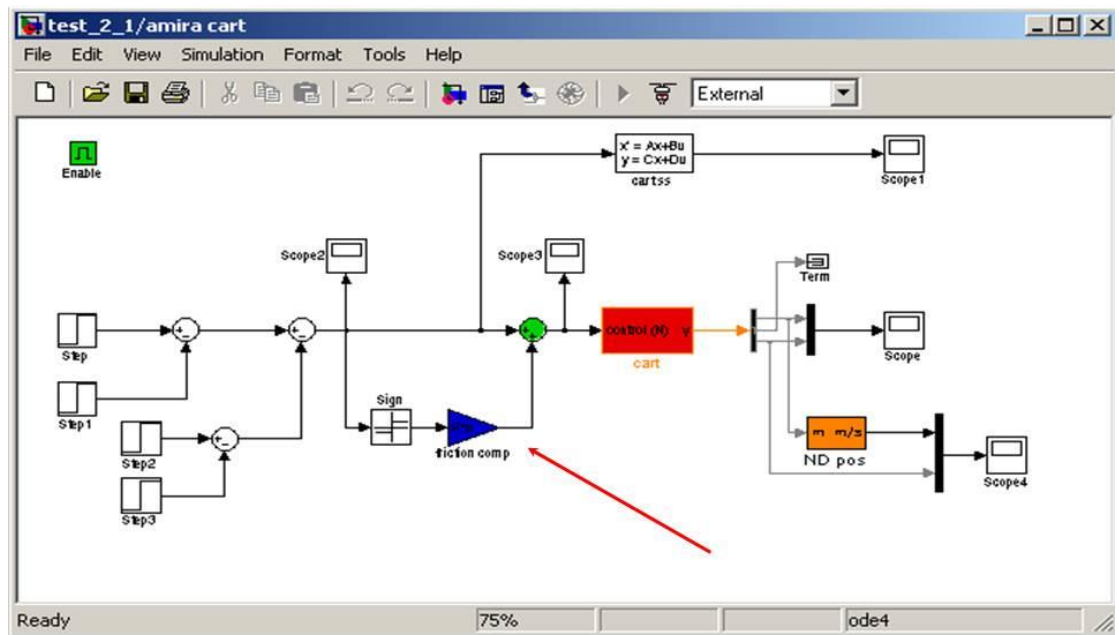 test_2_1/amira cart
File Edit View Simulation Format Tools Help
External
Enable
x' = Ax+Bu
y = Cx+Du
cartss
Scope1
Scope2
Scope3
Term
Step
control (N) y
cart
Scope
Step1
Sign
friction comp
Step2
m m/s
ND pos
Step3
Scope4
Ready 75% ode4